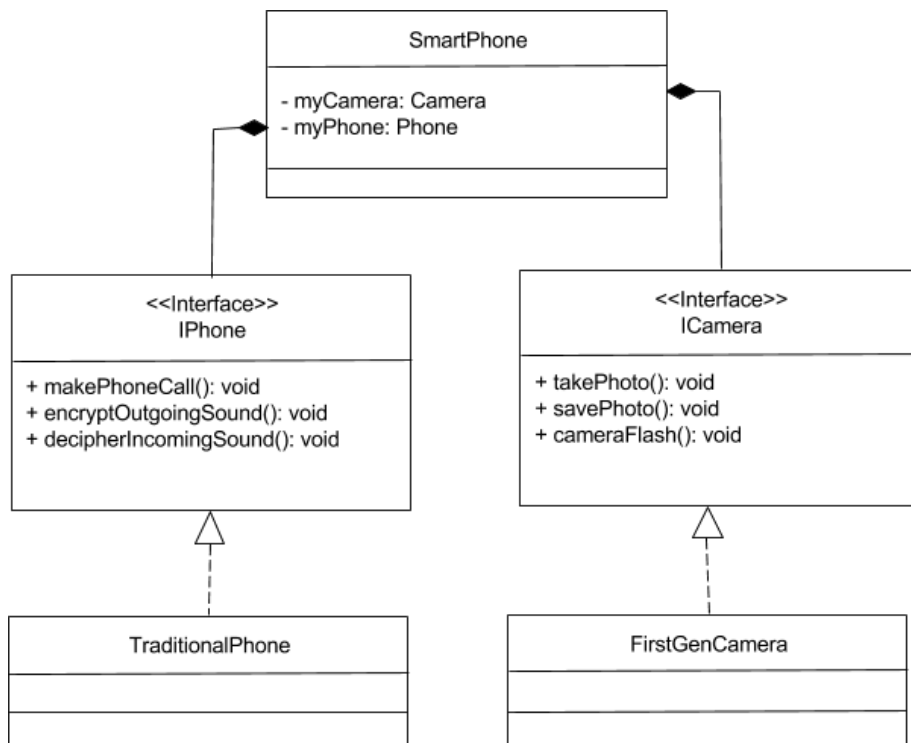 SmartPhone
- myCamera: Camera
- myPhone: Phone
<<Interface>>
IPhone
+ makePhoneCall(): void
+ encryptOutgoingSound(): void
+ decipherIncomingSound(): void
<<Interface>>
ICamera
+ takePhoto(): void
+ savePhoto(): void
+ cameraFlash(): void
TraditionalPhone
FirstGenCamera